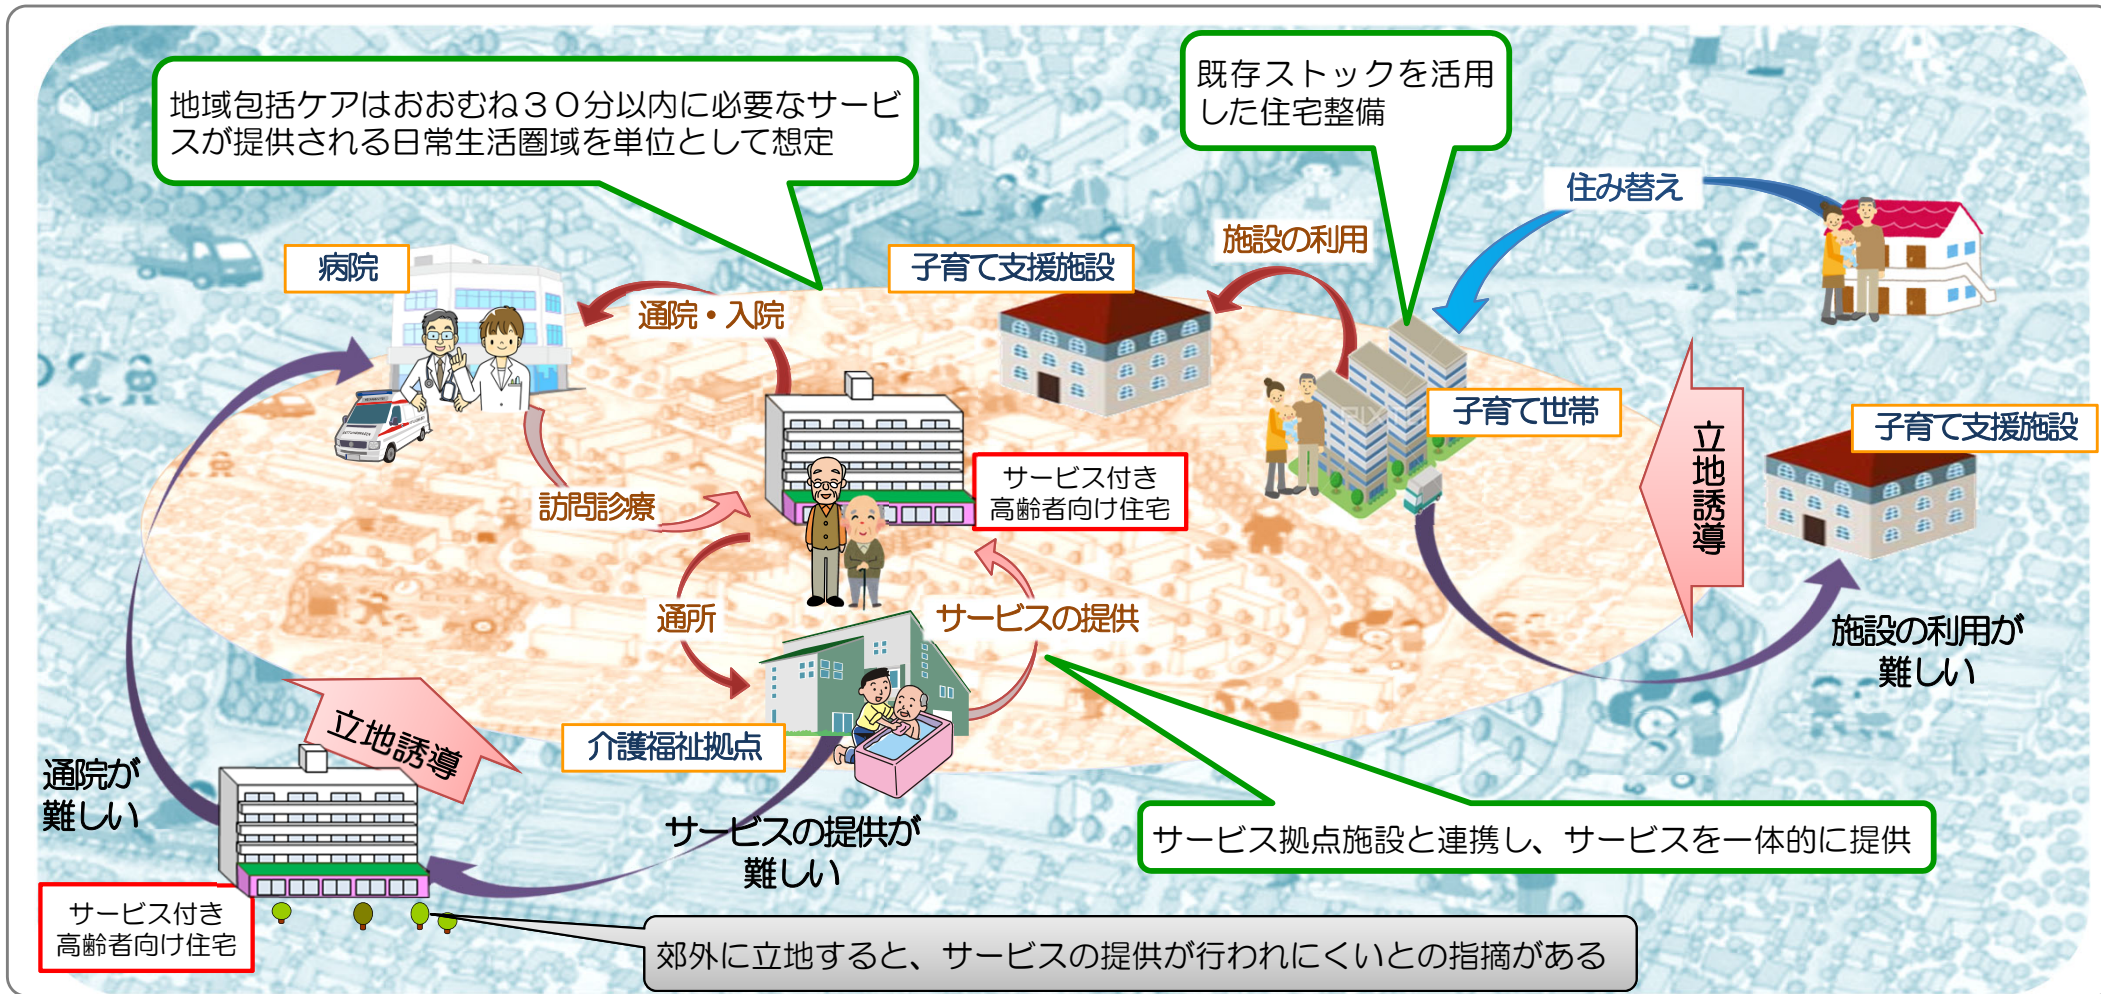 地域包括ケアはおおむね３０分以内に必要なサービ
スが提供される日常生活圏域を単位として想定
既存ストックを活用
した住宅整備
住み替え
病院
子育て支援施設
施設の利用
通院・入院
子育て世帯
子育て支援施設
立地誘導
サービス付き
高齢者向け住宅
訪問診療
通所
サービスの提供
施設の利用が
難しい
介護福祉拠点
立地誘導
通院が
難しい
サービスの提供が
難しい
サービス拠点施設と連携し、サービスを一体的に提供
サービス付き
高齢者向け住宅
郊外に立地すると、サービスの提供が行われにくいとの指摘がある